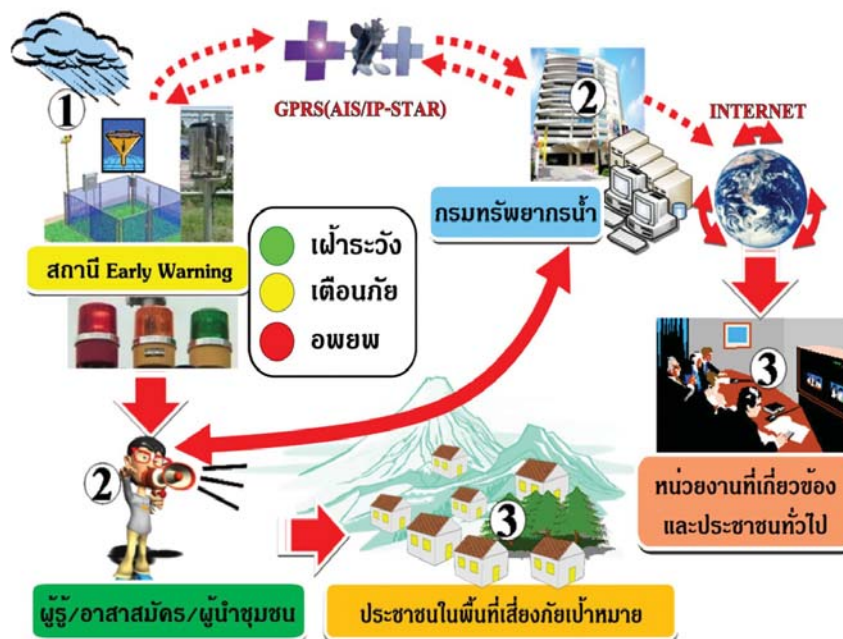 1
GPRS(AIS/IP-STAR)
2
INTERNET
กรมทรัพยากรน้ำ
สถานี Early Warning
เฝ้าระวัง
เตือนภัย
อพยพ
3
หน่วยงานที่เกี่ยวข้อง
และประชาชนทั่วไป
2
3
ผู้รู้/อาสาสมัคร/ผู้นำชุมชน
ประชาชนในพื้นที่เสี่ยงภัยเป้าหมาย